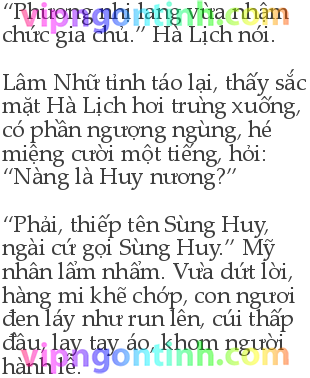 “Phương nhị lang vừa nhậm
chức gia chủ.” Hà Lịch nói.
Lâm Nhữ tỉnh táo lại, thấy sắc
mặt Hà Lịch hơi trưng xuống,
có phần ngượng ngùng, hé
miệng cười một tiếng, hỏi:
“Nàng là Huy nương?”
“Phải, thiếp tên Sùng Huy,
ngài cứ gọi Sùng Huy.” Mỹ
nhân lẩm nhẩm. Vừa dứt lời,
hàng mi khẽ chớp, con ngươi
đen láy như run lên, cúi thấp
đầu, lay tay áo, khom người
hành lễ.
vipngontinh.com
vipngontinh.com